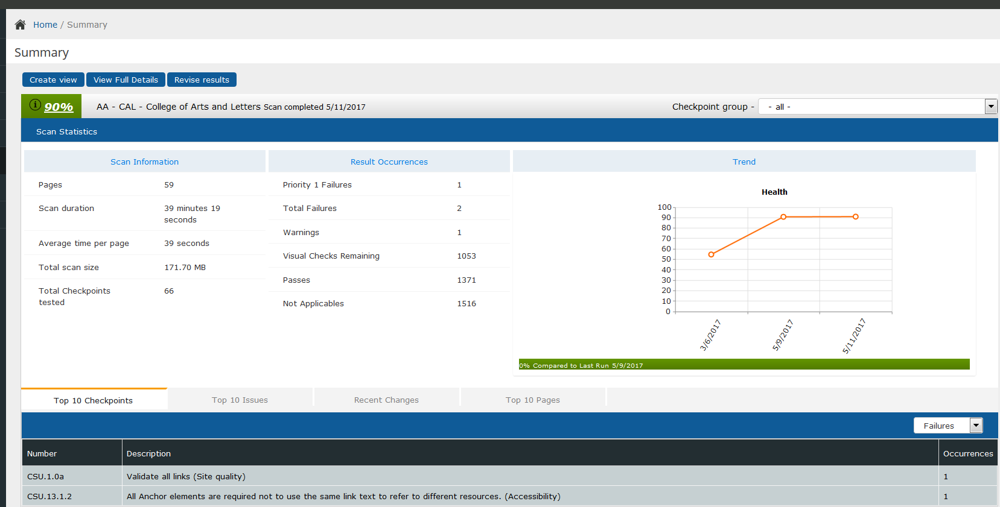 Home / Summary
Summary
Create view View Full Details Revise results
i 90% AA - CAL - College of Arts and Letters Scan completed 5/11/2017 Checkpoint group - - all -
Scan Statistics
Scan Information
Pages 59
Scan duration 39 minutes 19
seconds
Average time per page 39 seconds
Total scan size 171.70 MB
Total Checkpoints 66
tested
Result Occurrences
Priority 1 Failures 1
Total Failures 2
Warnings 1
Visual Checks Remaining 1053
Passes 1371
Not Applicables 1516
Trend
Health
100
90
80
70
60
50
40
30
20
10
0
3/6/2017 5/9/2017 5/11/2017
0% Compared to Last Run 5/9/2017
Top 10 Checkpoints Top 10 Issues Recent Changes Top 10 Pages
Failures
Number Description Occurrences
CSU.1.0a Validate all links (Site quality) 1
CSU.13.1.2 All Anchor elements are required not to use the same link text to refer to different resources. (Accessibility) 1